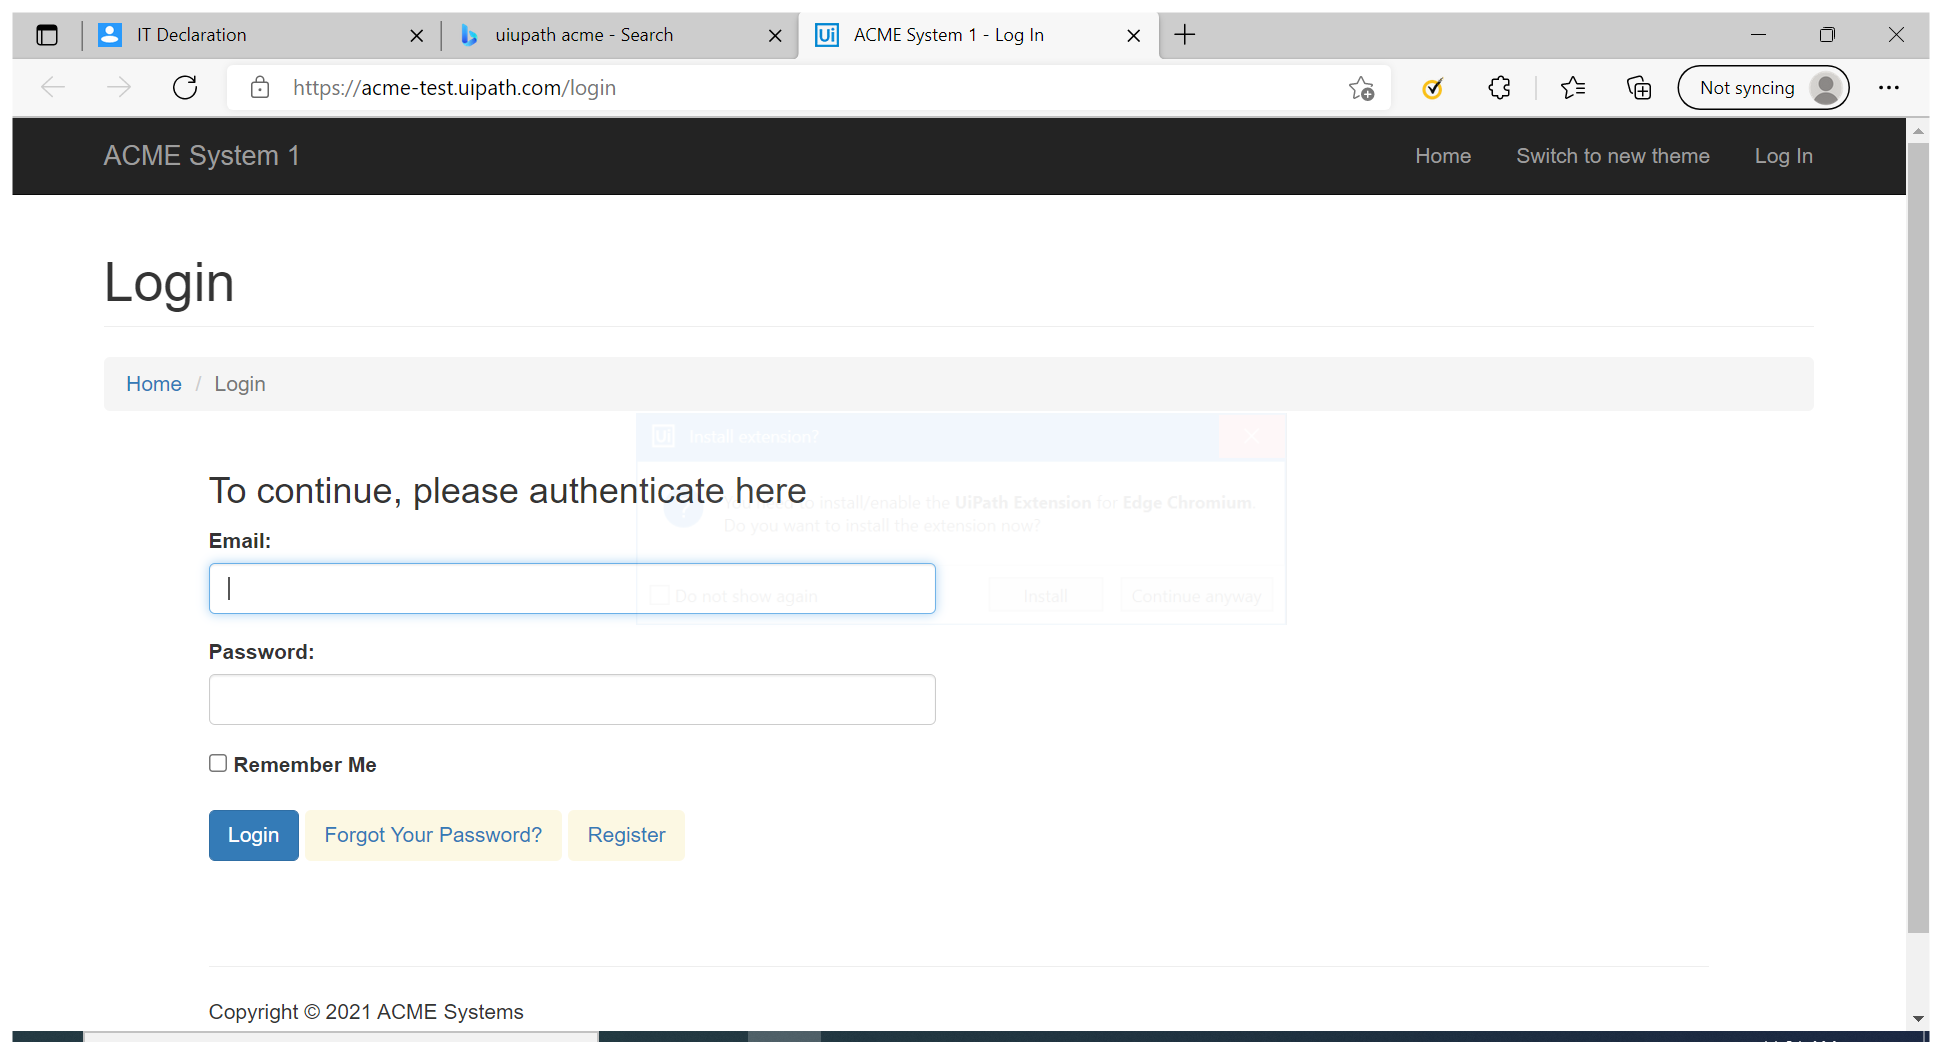 IT Declaration
uiupath acme - Search
Ui
ACME System 1 - Log In
https://acme-test.uipath.com/login
Not syncing
ACME System 1
Home
Switch to new theme
Log In
Login
Home / Login
Ui Install extension?
To continue, please authenticate here
You need to install/enable the UiPath Extension for Edge Chromium
Do you want to install the extension now?
Email:
Do not show again
Install
Continue anyway
Password:
Remember Me
Login
Forgot Your Password?
Register
Copyright © 2021 ACME Systems